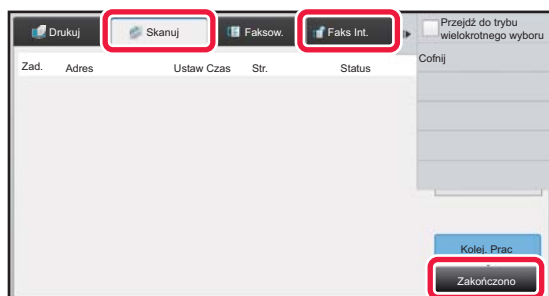 Drukuj
Skanuj
Faksow.
Faks Int.
Przejdź do trybu
wielokrotnego wyboru
Zad.
Adres
Ustaw Czas
Str.
Status
Cofnij
Kolej. Prac
Zakończono